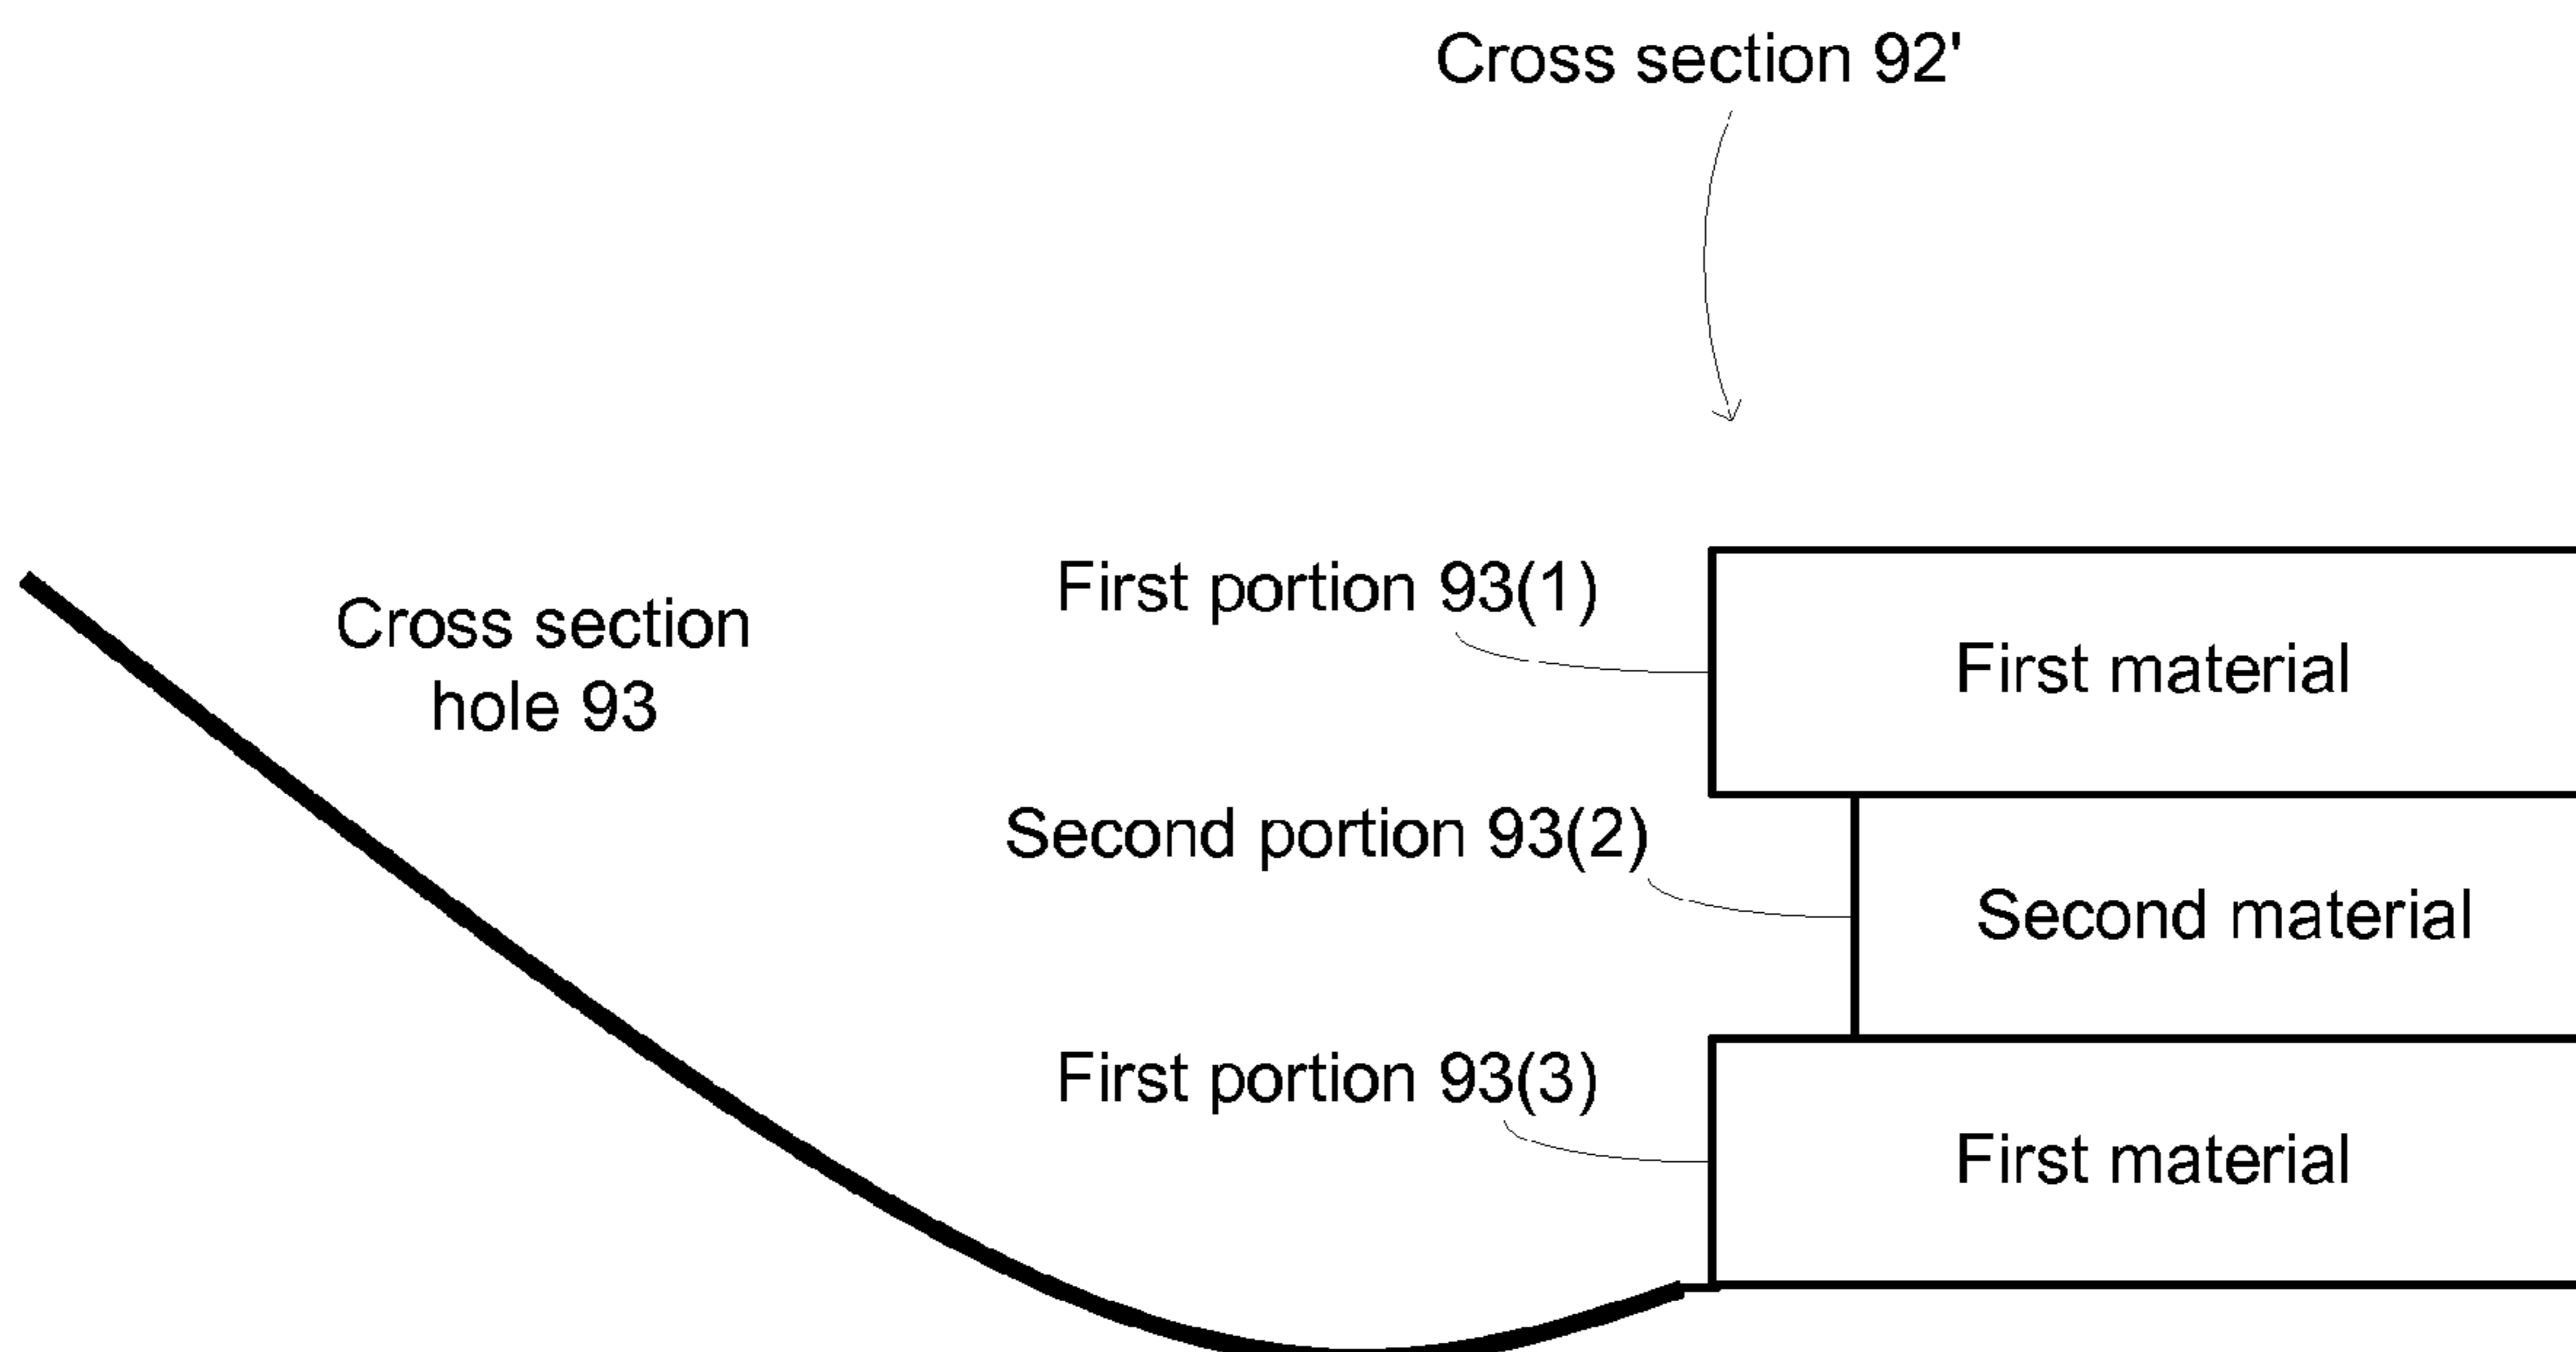 Cross section 92'
First portion 93(1)
Cross section
hole 93
First material
Second portion 93(2)
Second material
First portion 93(3)
First material